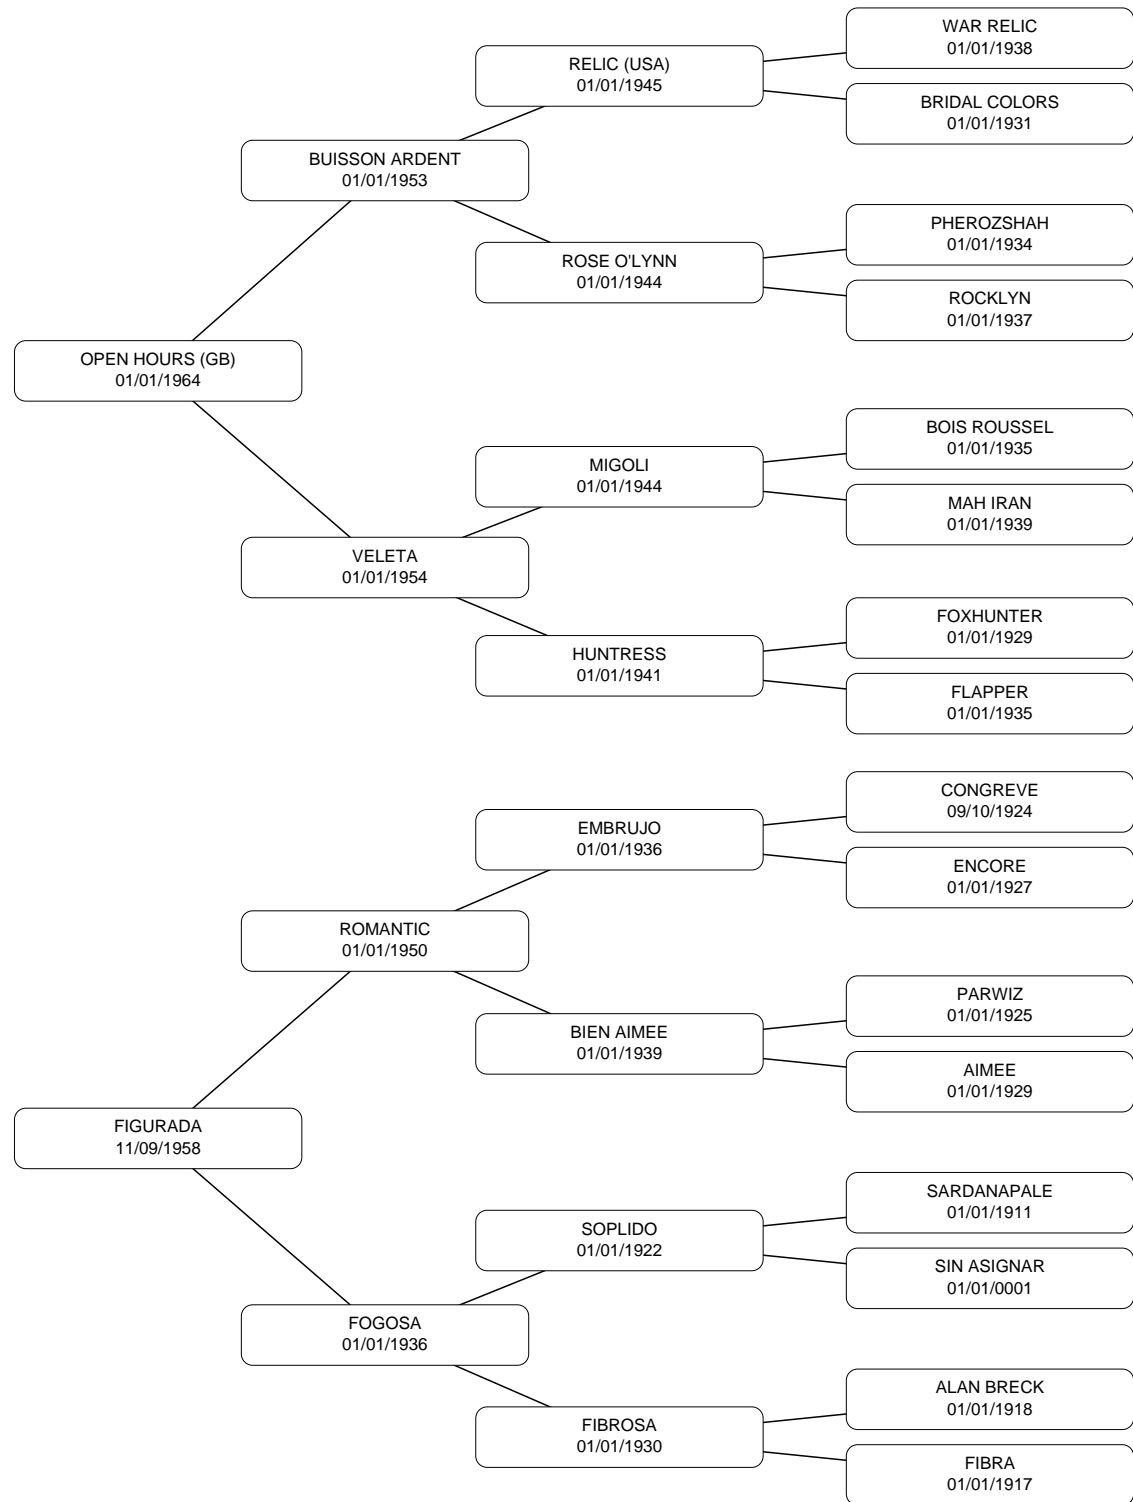 WAR RELIC
01/01/1938
RELIC (USA)
01/01/1945
BRIDAL COLORS
01/01/1931
BUISSON ARDENT
01/01/1953
PHEROZSHAH
01/01/1934
ROSE O'LYNN
01/01/1944
ROCKLYN
01/01/1937
OPEN HOURS (GB)
01/01/1964
BOIS ROUSSEL
01/01/1935
MIGOLI
01/01/1944
MAH IRAN
01/01/1939
VELETA
01/01/1954
FOXHUNTER
01/01/1929
HUNTRESS
01/01/1941
FLAPPER
01/01/1935
CONGREVE
09/10/1924
EMBRUJO
01/01/1936
ENCORE
01/01/1927
ROMANTIC
01/01/1950
PARWIZ
01/01/1925
BIEN AIMEE
01/01/1939
AIMEE
01/01/1929
FIGURADA
11/09/1958
SARDANAPALE
01/01/1911
SOPLIDO
01/01/1922
SIN ASIGNAR
01/01/0001
FOGOSA
01/01/1936
ALAN BRECK
01/01/1918
FIBROSA
01/01/1930
FIBRA
01/01/1917